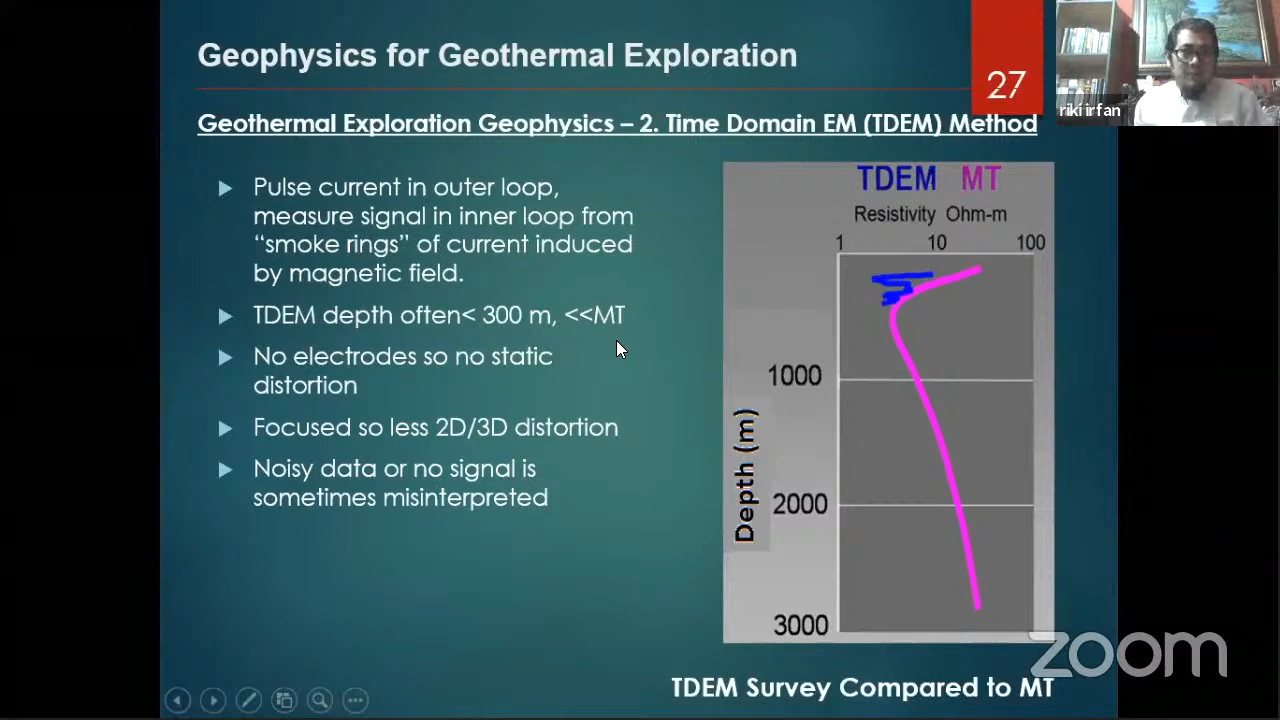 Geophysics for Geothermal Exploration
27
riki irfan
Geothermal Exploration Geophysics – 2. Time Domain EM (TDEM) Method
Pulse current in outer loop,
measure signal in inner loop from
“smoke rings” of current induced
by magnetic field.
TDEM depth often< 300 m, <<MT
No electrodes so no static
distortion
Focused so less 2D/3D distortion
Noisy data or no signal is
sometimes misinterpreted
TDEM MT
Resistivity Ohm-m
1 10 100
1000
2000
3000
Depth (m)
TDEM Survey Compared to MT
zoom